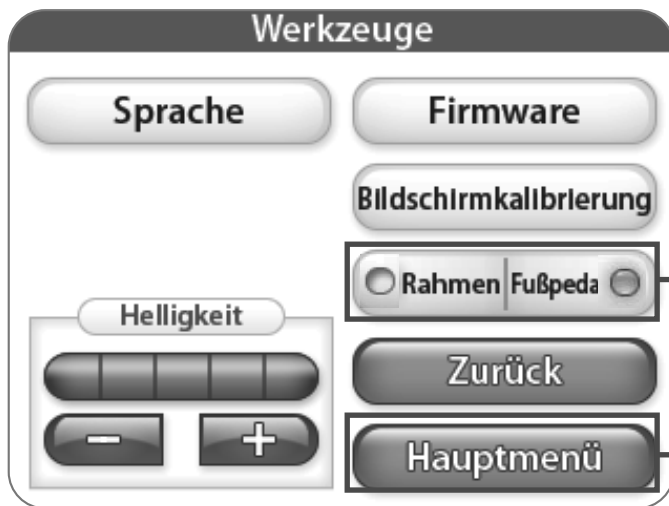 Werkzeuge
Sprache
Firmware
Bildschirmkalibrierung
Rahmen Fußpeda
Helligkeit
Zurück
− +
Hauptmenü